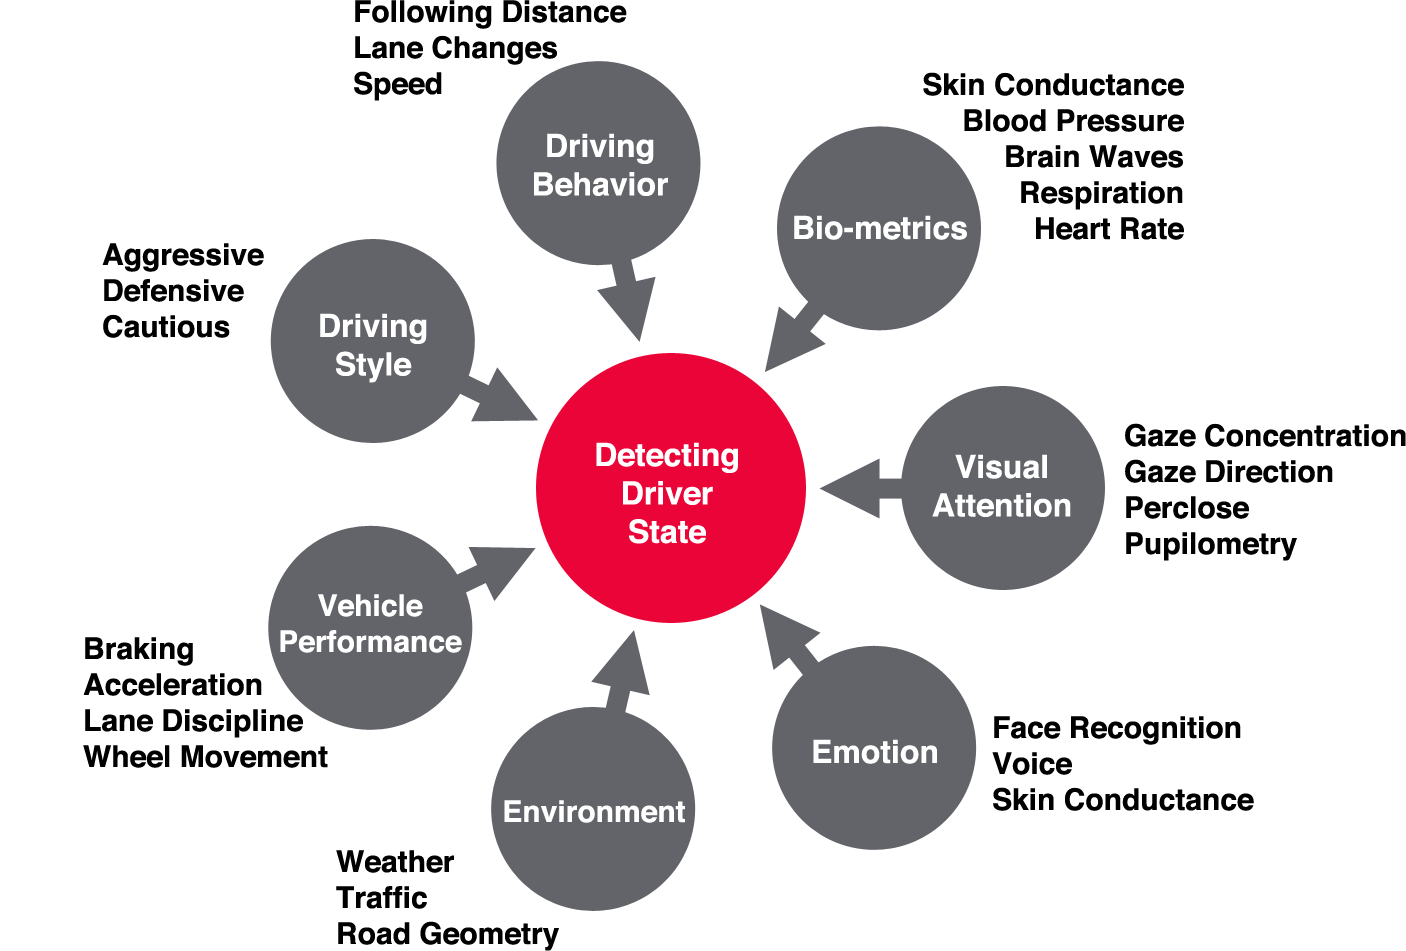 Following Distance
Lane Changes
Speed
Driving
Behavior
Skin Conductance
Blood Pressure
Brain Waves
Respiration
Heart Rate
Bio-metrics
Aggressive
Defensive
Cautious
Driving
Style
Detecting
Driver
State
Visual
Attention
Gaze Concentration
Gaze Direction
Perclose
Pupilometry
Vehicle
Performance
Braking
Acceleration
Lane Discipline
Wheel Movement
Emotion
Face Recognition
Voice
Skin Conductance
Environment
Weather
Traffic
Road Geometry